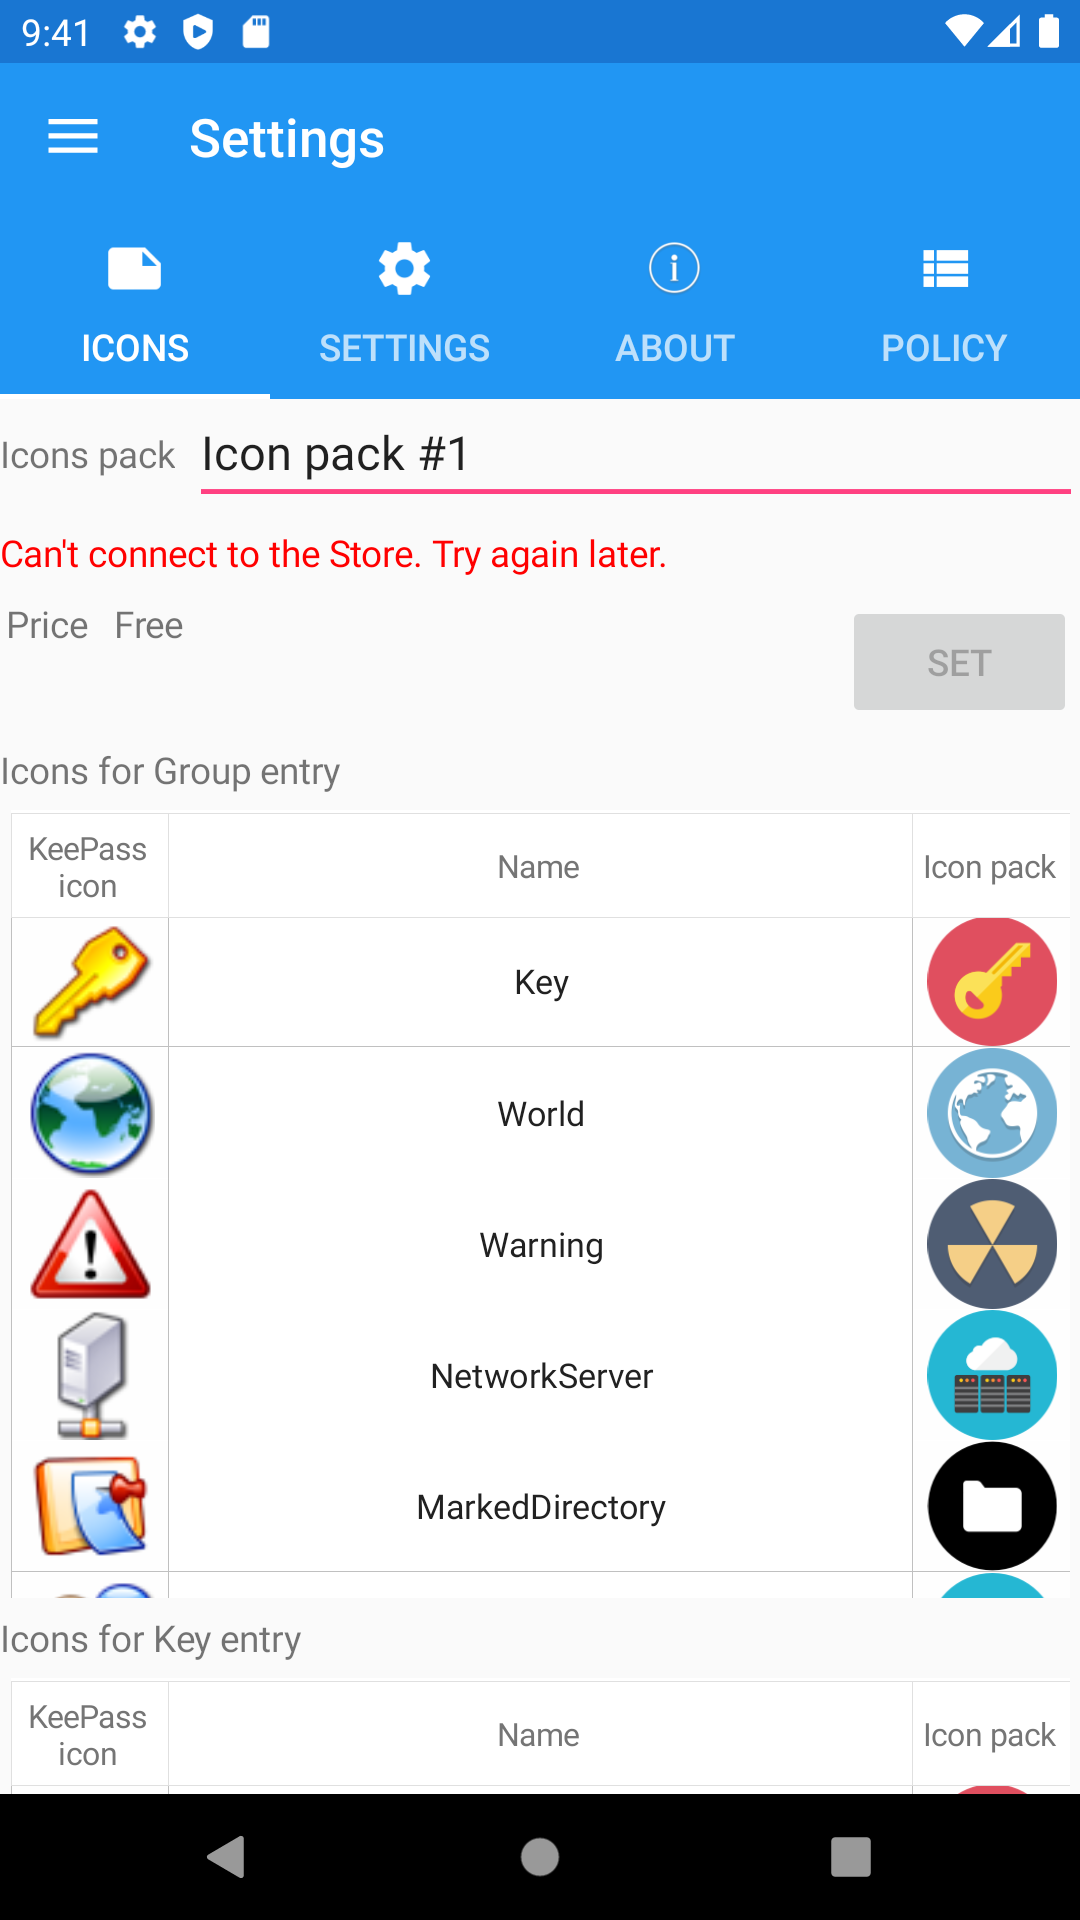 9:41
Settings
ICONS
SETTINGS
ABOUT
POLICY
Icons pack
Icon pack #1
Can't connect to the Store. Try again later.
Price Free
SET
Icons for Group entry
KeePass
icon
Name
Icon pack
Key
World
Warning
NetworkServer
MarkedDirectory
Icons for Key entry
KeePass
icon
Name
Icon pack